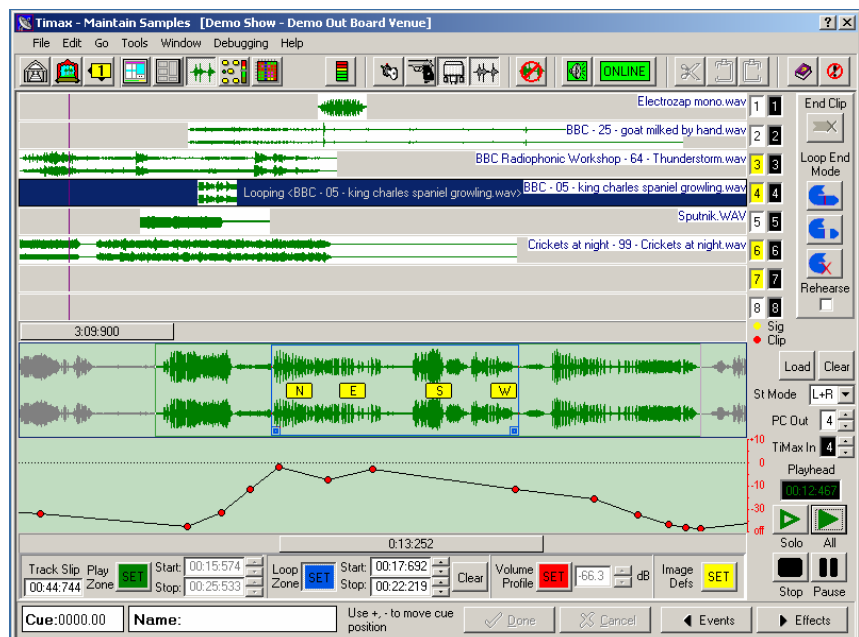 Timax - Maintain Samples [Demo Show - Demo Out Board Venue]
File Edit Go Tools Window Debugging Help
1
ONLINE
Electrozap mono.wav 1 1
End Clip
BBC - 25 - goat milked by hand.wav 2 2
BBC Radiophonic Workshop - 64 - Thunderstorm.wav 3 3
Loop End
Mode
Looping <BBC - 05 - king charles spaniel growling.wav> BBC - 05 - king charles spaniel growling.wav 4 4
Sputnik.WAV 5 5
Crickets at night - 99 - Crickets at night.wav 6 6
7 7
Rehearse
8 8
3:09:900
Sig
Clip
N E S W
Load Clear
St Mode L+R
PC Out 4
TiMax In 4
+10
0
-10
-30
off
Playhead
00:12:467
Solo All
Stop Pause
0:13:252
Track Slip
00:44:744
Play
Zone
SET
Start: 00:15:574
Stop: 00:25:533
Loop
Zone
SET
Start: 00:17:692
Stop: 00:22:219
Clear
Volume
Profile
SET
-66.3 dB
Image
Defs
SET
Cue:0000.00 Name:
Use +, - to move cue
position
Done Cancel Events Effects